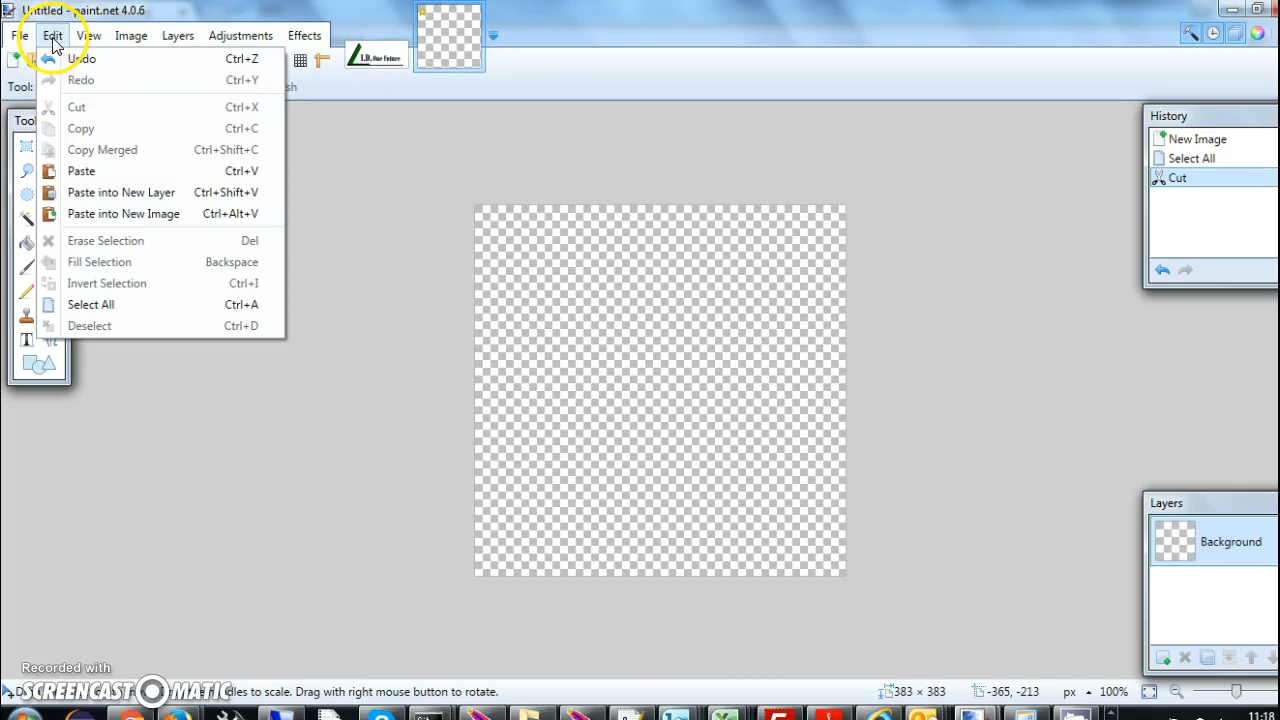 Untitled - paint.net 4.0.6
File Edit View Image Layers Adjustments Effects
I.D. Our Future
Tool:
sh
Undo Ctrl+Z
Redo Ctrl+Y
Cut Ctrl+X
Copy Ctrl+C
Copy Merged Ctrl+Shift+C
Paste Ctrl+V
Paste into New Layer Ctrl+Shift+V
Paste into New Image Ctrl+Alt+V
Erase Selection Del
Fill Selection Backspace
Invert Selection Ctrl+I
Select All Ctrl+A
Deselect Ctrl+D
Tool
History
New Image
Select All
Cut
Layers
Background
Recorded with
SCREENCAST MATIC
dles to scale. Drag with right mouse button to rotate.
383 × 383
-365, -213
px
100%
11:18